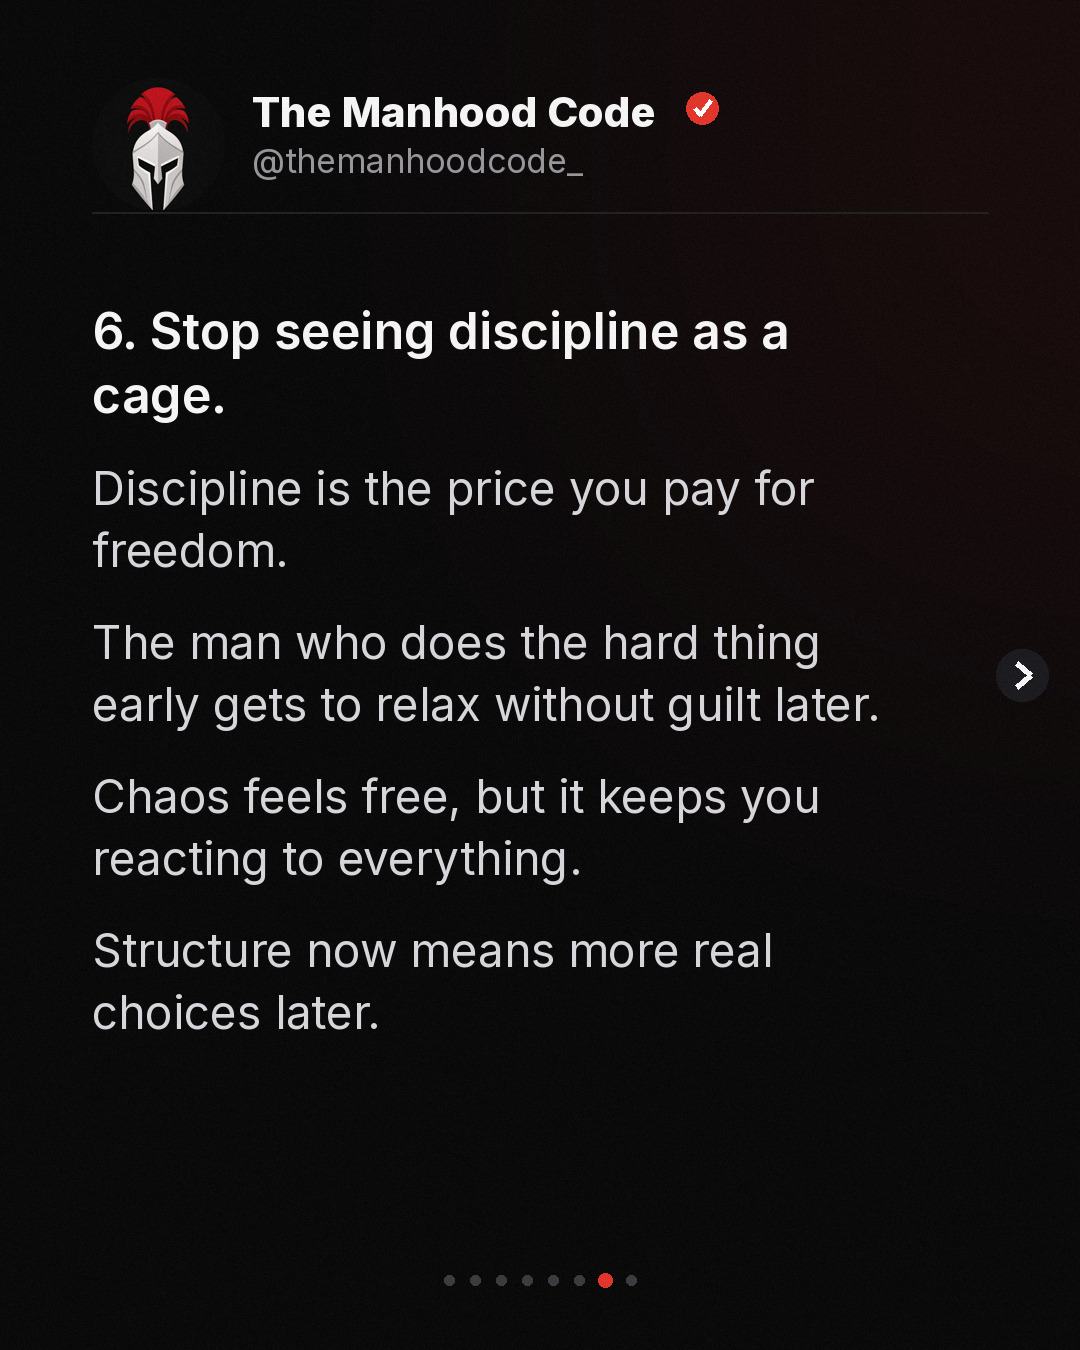 The Manhood Code
@themanhoodcode_
6. Stop seeing discipline as a
cage.
Discipline is the price you pay for
freedom.
The man who does the hard thing
early gets to relax without guilt later.
Chaos feels free, but it keeps you
reacting to everything.
Structure now means more real
choices later.